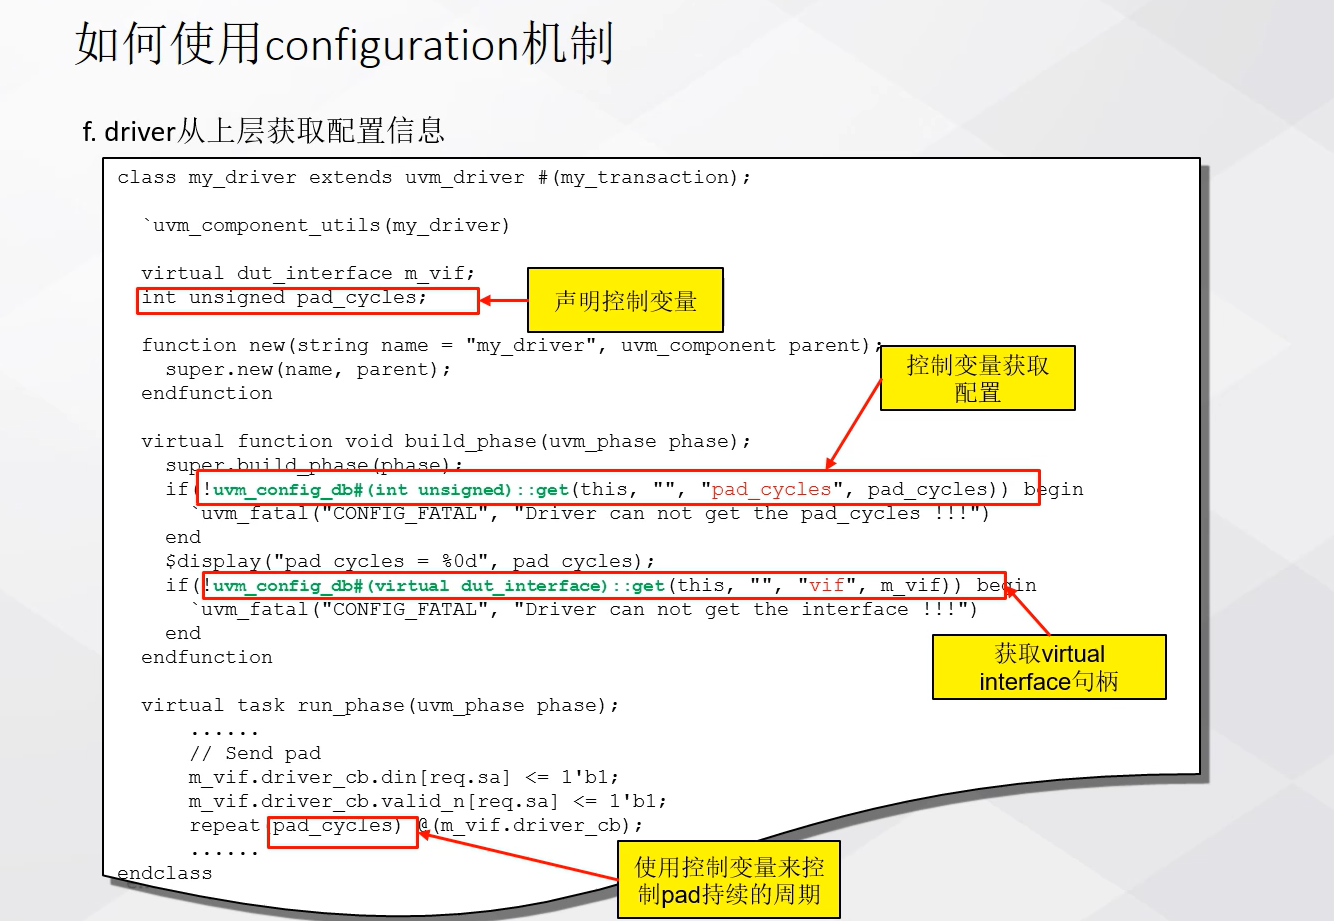 如何使用configuration机制
f. driver从上层获取配置信息
class my_driver extends uvm_driver #(my_transaction);
`uvm_component_utils(my_driver)
virtual dut_interface m_vif;
int unsigned pad_cycles;
声明控制变量
function new(string name = "my_driver", uvm_component parent);
super.new(name, parent);
endfunction
控制变量获取
配置
virtual function void build_phase(uvm_phase phase);
super.build_phase(phase);
if(!uvm_config_db#(int unsigned)::get(this, "", "pad_cycles", pad_cycles)) begin
`uvm_fatal("CONFIG_FATAL", "Driver can not get the pad_cycles !!!")
end
$display("pad_cycles = %0d", pad_cycles);
if(!uvm_config_db#(virtual dut_interface)::get(this, "", "vif", m_vif)) begin
`uvm_fatal("CONFIG_FATAL", "Driver can not get the interface !!!")
end
endfunction
获取virtual
interface句柄
virtual task run_phase(uvm_phase phase);
......
// Send pad
m_vif.driver_cb.din[req.sa] <= 1'b1;
m_vif.driver_cb.valid_n[req.sa] <= 1'b1;
repeat(pad_cycles) @(m_vif.driver_cb);
......
endclass
使用控制变量来控
制pad持续的周期